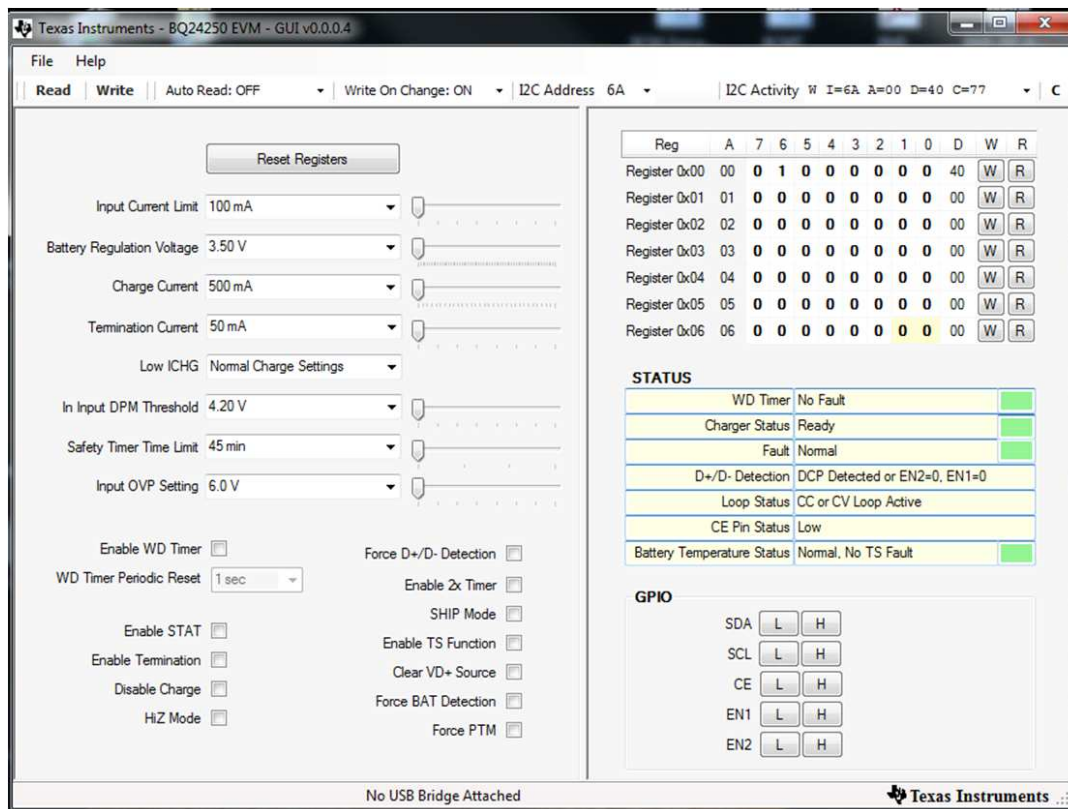 Texas Instruments - BQ24250 EVM - GUI v0.0.0.4
File Help
Read Write Auto Read: OFF Write On Change: ON I2C Address 6A I2C Activity W I=6A A=00 D=40 C=77 C
Reset Registers
Input Current Limit 100 mA
Battery Regulation Voltage 3.50 V
Charge Current 500 mA
Termination Current 50 mA
Low ICHG Normal Charge Settings
In Input DPM Threshold 4.20 V
Safety Timer Time Limit 45 min
Input OVP Setting 6.0 V
Enable WD Timer
WD Timer Periodic Reset 1 sec
Enable STAT
Enable Termination
Disable Charge
HiZ Mode
Force D+/D- Detection
Enable 2x Timer
SHIP Mode
Enable TS Function
Clear VD+ Source
Force BAT Detection
Force PTM
Reg A 7 6 5 4 3 2 1 0 D W R
Register 0x00 00 0 1 0 0 0 0 0 0 40 W R
Register 0x01 01 0 0 0 0 0 0 0 0 00 W R
Register 0x02 02 0 0 0 0 0 0 0 0 00 W R
Register 0x03 03 0 0 0 0 0 0 0 0 00 W R
Register 0x04 04 0 0 0 0 0 0 0 0 00 W R
Register 0x05 05 0 0 0 0 0 0 0 0 00 W R
Register 0x06 06 0 0 0 0 0 0 0 0 00 W R
STATUS
WD Timer No Fault
Charger Status Ready
Fault Normal
D+/D- Detection DCP Detected or EN2=0, EN1=0
Loop Status CC or CV Loop Active
CE Pin Status Low
Battery Temperature Status Normal, No TS Fault
GPIO
SDA L H
SCL L H
CE L H
EN1 L H
EN2 L H
No USB Bridge Attached
Texas Instruments